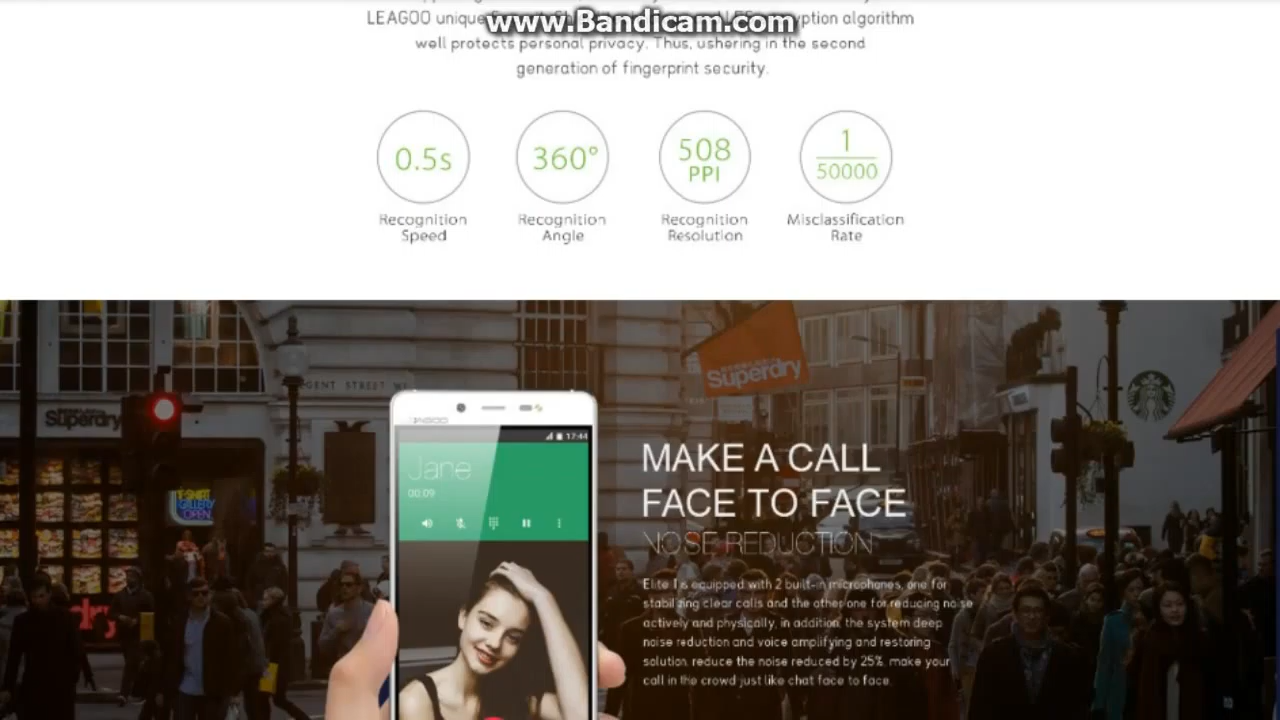 www.Bandicam.com
LEAGOO unique algorithm
well protects personal privacy. Thus, ushering in the second
generation of fingerprint security.
0.5s
360°
508
PPI
1
50000
Recognition
Speed
Recognition
Angle
Recognition
Resolution
Misclassification
Rate
Superdry
Superdry
T-SHIRT
GALLERY
OPEN
17:44
Jane
00:09
MAKE A CALL
FACE TO FACE
NOISE REDUCTION
Elite 1 is equipped with 2 built-in microphones, one for
stabilizing clear calls and the other one for reducing noise
actively and physically, in addition, the system deep
noise reduction and voice amplifying and restoring
solution, reduce the noise reduced by 25%, make your
call in the crowd just like chat face to face.